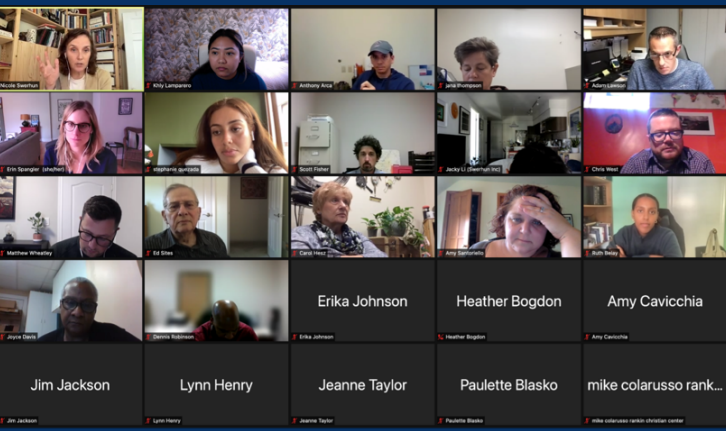 Nicole Swerhun
Khly Lamparero
Anthony Arca
jana thompson
Adam Lawson
Erin Spangler (she/her)
stephanie quezada
Scott Fisher
Jacky Li (Swerhun Inc)
Chris West
Matthew Wheatley
Ed Sites
Carol Hesz
Amy Santoriello
Ruth Belay
Joyce Davis
Dennis Robinson
Erika Johnson
Erika Johnson
Heather Bogdon
Heather Bogdon
Amy Cavicchia
Amy Cavicchia
Jim Jackson
Jim Jackson
Lynn Henry
Lynn Henry
Jeanne Taylor
Jeanne Taylor
Paulette Blasko
Paulette Blasko
mike colarusso rank...
mike colarusso rankin christian center